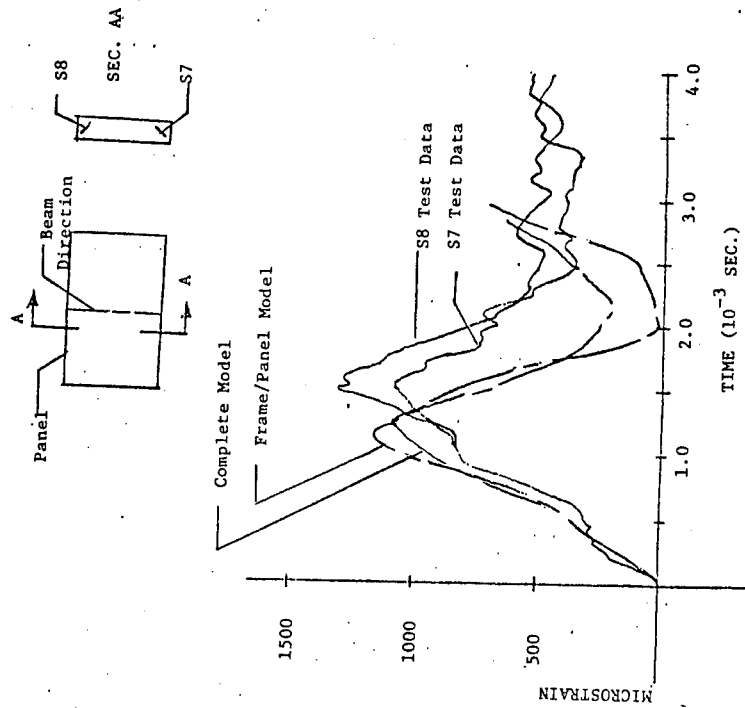 Panel
A
Beam
Direction
A
S8
SEC. AA
S7
Complete Model
Frame/Panel Model
S8 Test Data
S7 Test Data
MICROSTRAIN
1500
1000
500
1.0
2.0
3.0
4.0
TIME (10⁻³ SEC.)